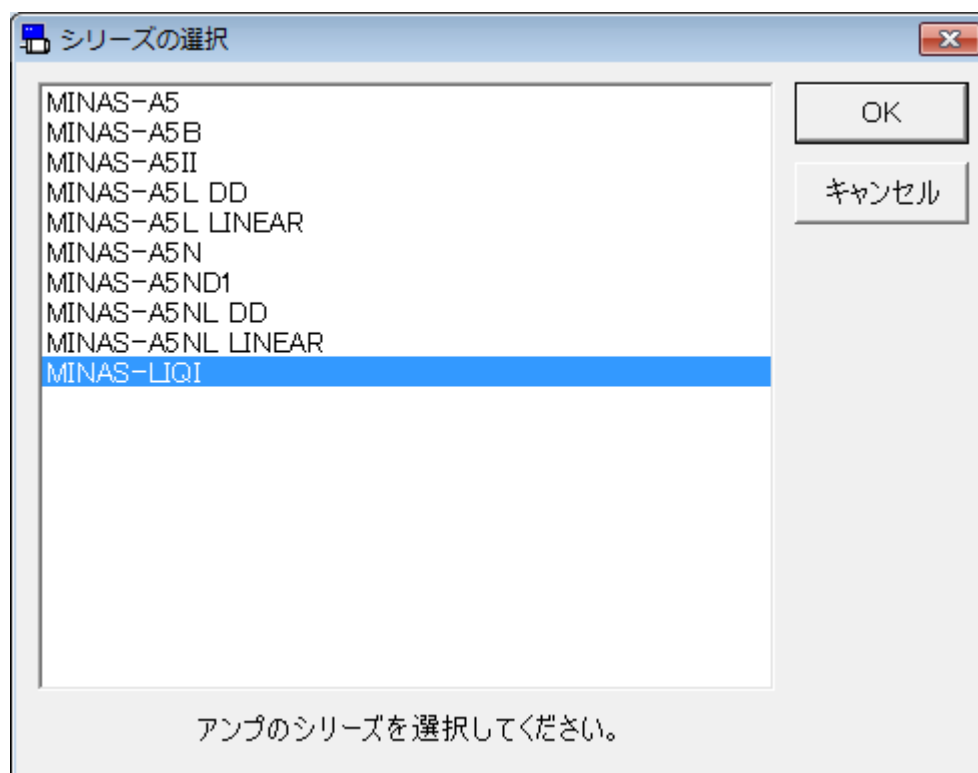 シリーズの選択
MINAS-A5
MINAS-A5B
MINAS-A5II
MINAS-A5L DD
MINAS-A5L LINEAR
MINAS-A5N
MINAS-A5ND1
MINAS-A5NL DD
MINAS-A5NL LINEAR
MINAS-LIQI
OK
キャンセル
アンプのシリーズを選択してください。